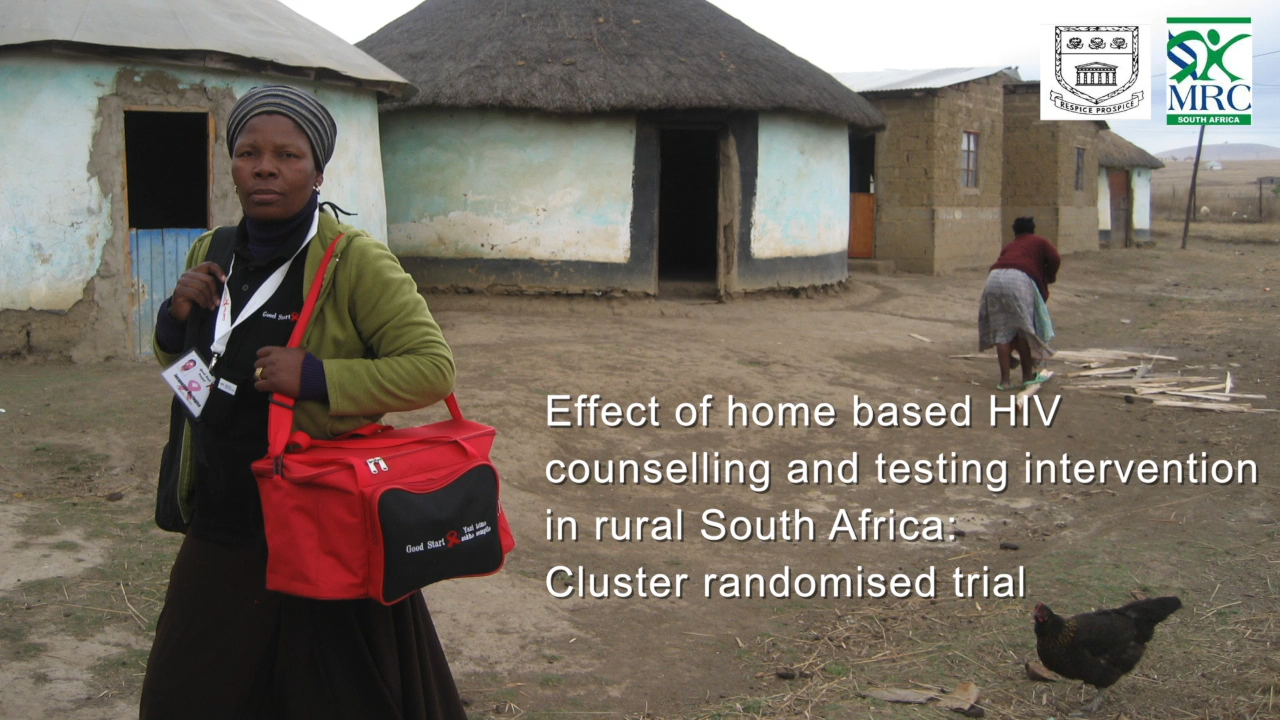 RESPICE PROSPICE
MRC
SOUTH AFRICA
Good Start
Good Start
Effect of home based HIV
counselling and testing intervention
in rural South Africa:
Cluster randomised trial